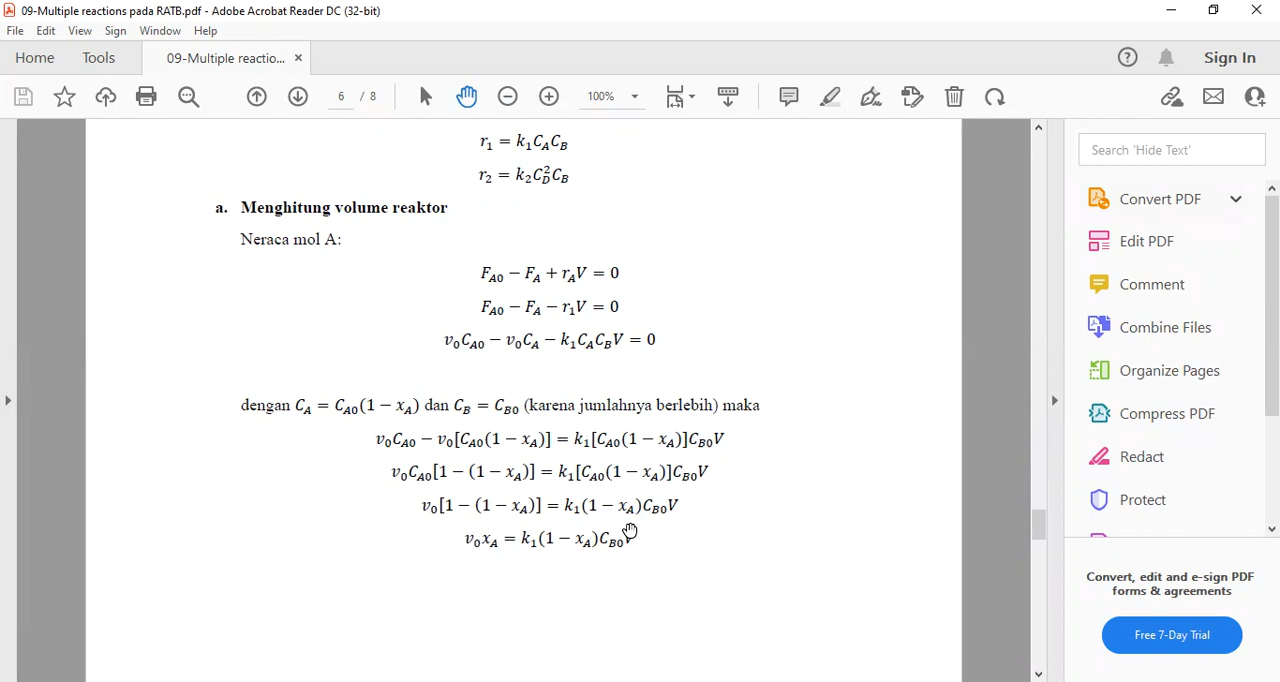 09-Multiple reactions pada RATB.pdf - Adobe Acrobat Reader DC (32-bit)
File Edit View Sign Window Help
Home Tools 09-Multiple reactio... × Sign In
6 / 8 100%
r₁ = k₁C_AC_B
r₂ = k₂C_D²C_B
a. Menghitung volume reaktor
Neraca mol A:
F_A0 − F_A + r_AV = 0
F_A0 − F_A − r₁V = 0
v₀C_A0 − v₀C_A − k₁C_AC_BV = 0
dengan C_A = C_A0(1 − x_A) dan C_B = C_B0 (karena jumlahnya berlebih) maka
v₀C_A0 − v₀[C_A0(1 − x_A)] = k₁[C_A0(1 − x_A)]C_B0V
v₀C_A0[1 − (1 − x_A)] = k₁[C_A0(1 − x_A)]C_B0V
v₀[1 − (1 − x_A)] = k₁(1 − x_A)C_B0V
v₀x_A = k₁(1 − x_A)C_B0V
Search 'Hide Text'
Convert PDF
Edit PDF
Comment
Combine Files
Organize Pages
Compress PDF
Redact
Protect
Convert, edit and e-sign PDF
forms & agreements
Free 7-Day Trial